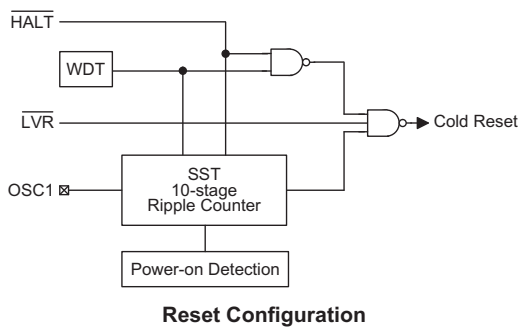 HALT
WDT
LVR
Cold Reset
SST
10-stage
Ripple Counter
OSC1
Power-on Detection
Reset Configuration